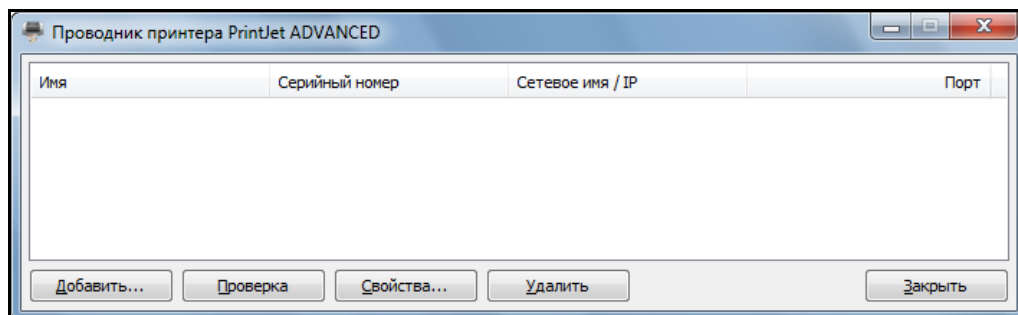 Проводник принтера PrintJet ADVANCED
Имя Серийный номер Сетевое имя / IP Порт
Добавить... Проверка Свойства... Удалить Закрыть